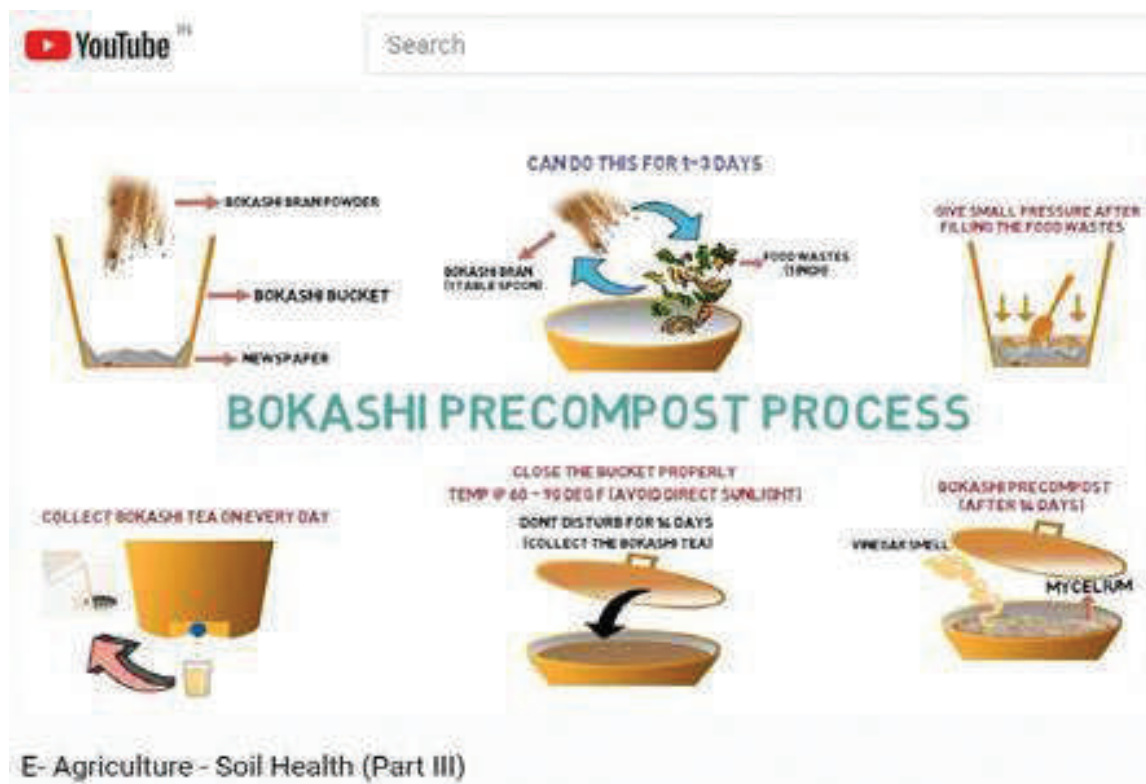 YouTube IN
Search
BOKASHI BRAN POWDER
BOKASHI BUCKET
NEWSPAPER
CAN DO THIS FOR 1-3 DAYS
BOKASHI BRAN
(1 TABLE SPOON)
FOOD WASTES
(1 INCH)
GIVE SMALL PRESSURE AFTER
FILLING THE FOOD WASTES
BOKASHI PRECOMPOST PROCESS
COLLECT BOKASHI TEA ON EVERY DAY
CLOSE THE BUCKET PROPERLY
TEMP @ 60 - 90 DEG F (AVOID DIRECT SUNLIGHT)
DONT DISTURB FOR 14 DAYS
(COLLECT THE BOKASHI TEA)
BOKASHI PRECOMPOST
(AFTER 14 DAYS)
VINEGAR SMELL
MYCELIUM
E- Agriculture - Soil Health (Part III)